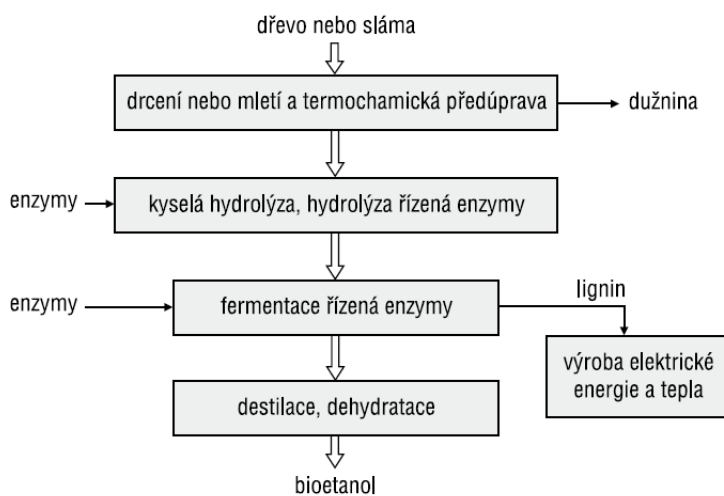 dřevo nebo sláma
drcení nebo mletí a termochamická předúprava
dužnina
enzymy
kyselá hydrolýza, hydrolýza řízená enzymy
enzymy
fermentace řízená enzymy
lignin
výroba elektrické
energie a tepla
destilace, dehydratace
bioetanol